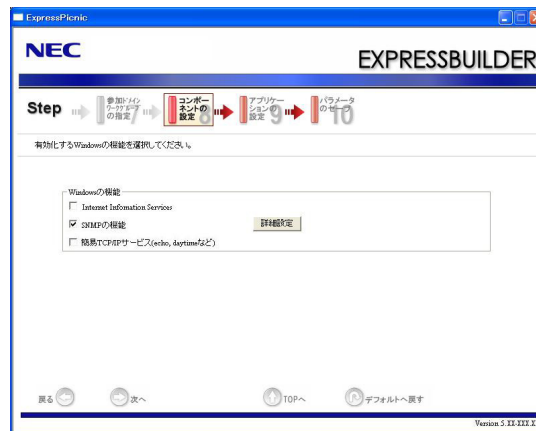 ExpressPicnic
NEC
EXPRESSBUILDER
Step
参加ドメイン
ワークグループ
の指定 7
コンポー
ネントの
設定 8
アプリケー
ションの
設定 9
パラメータ
のセーブ 10
有効化するWindowsの機能を選択してください。
Windowsの機能
Internet Infomation Services
SNMPの機能
詳細設定
簡易TCP/IPサービス(echo, daytimeなど)
戻る
次へ
TOPへ
デフォルトへ戻す
Version 5.XX-XXX.X